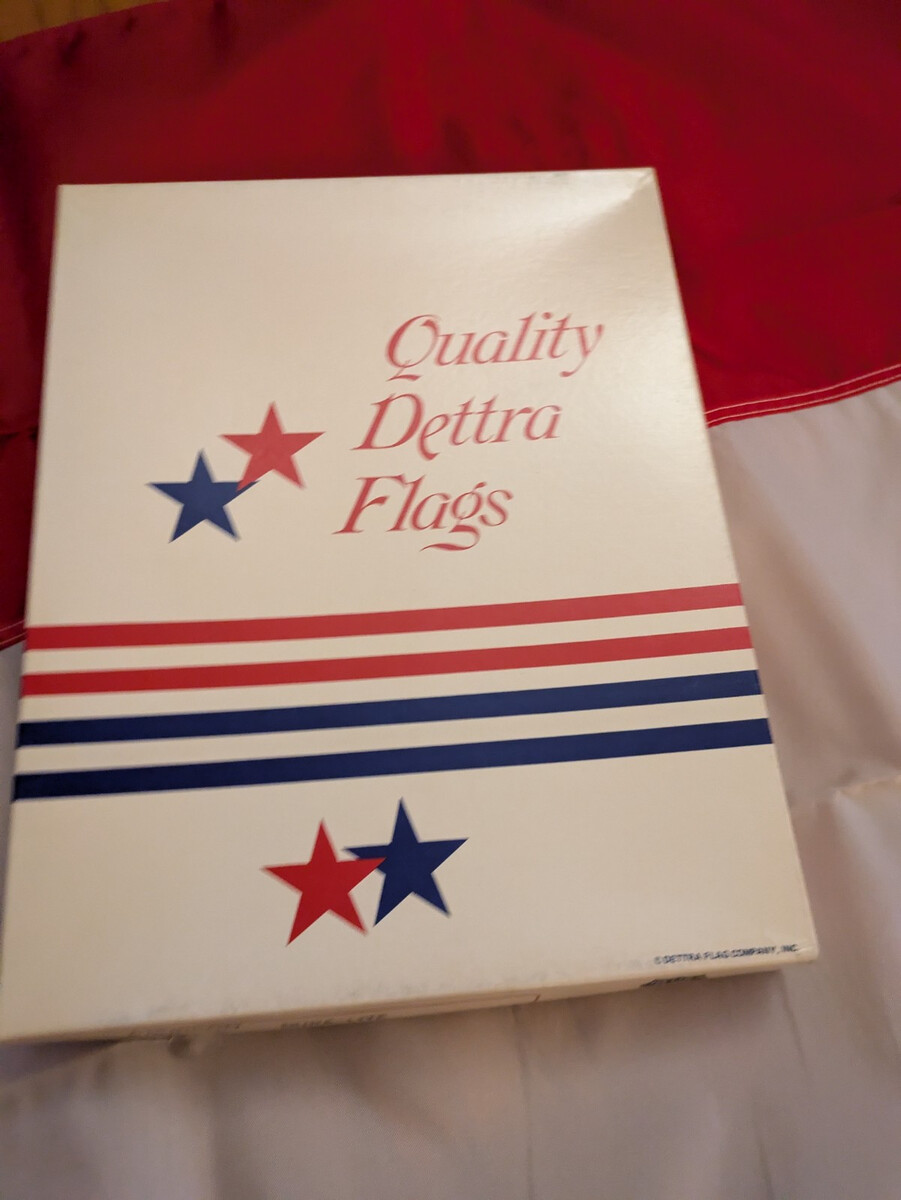 Quality
Dettra
Flags
© DETTRA FLAG COMPANY, INC.